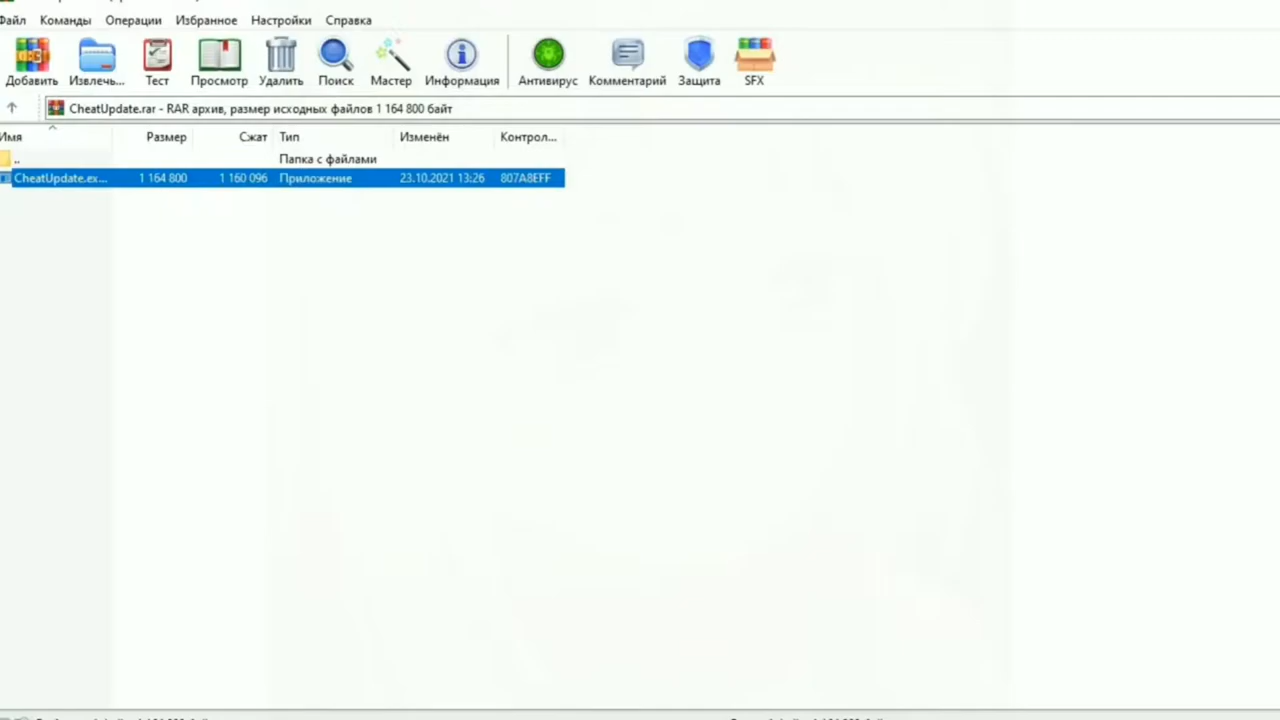 Файл Команды Операции Избранное Настройки Справка
Добавить Извлечь... Тест Просмотр Удалить Поиск Мастер Информация Антивирус Комментарий Защита SFX
CheatUpdate.rar - RAR архив, размер исходных файлов 1 164 800 байт
Имя Размер Сжат Тип Изменён Контрол...
.. Папка с файлами
CheatUpdate.ex... 1 164 800 1 160 096 Приложение 23.10.2021 13:26 807A8EFF